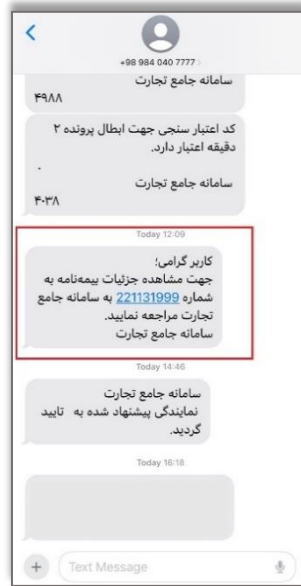 +98 984 040 7777
سامانه جامع تجارت
۴۹۸۸
کد اعتبار سنجی جهت ابطال پرونده ۲
دقیقه اعتبار دارد.
.
سامانه جامع تجارت
۴۰۳۸
Today 12:09
کاربر گرامی؛
جهت مشاهده جزئیات بیمه‌نامه به
شماره 221131999 به سامانه جامع
تجارت مراجعه نمایید.
سامانه جامع تجارت
Today 14:46
سامانه جامع تجارت
نمایندگی پیشنهاد شده به تایید
گردید.
Today 16:18
Text Message